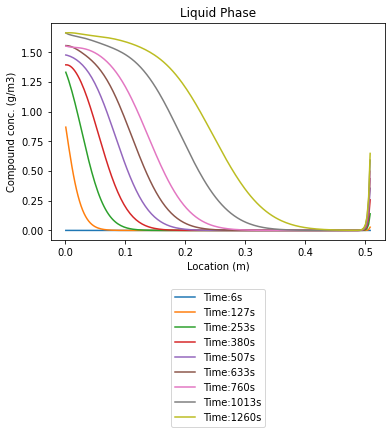 Liquid Phase
Compound conc. (g/m3)
1.50
1.25
1.00
0.75
0.50
0.25
0.00
0.0 0.1 0.2 0.3 0.4 0.5
Location (m)
Time:6s
Time:127s
Time:253s
Time:380s
Time:507s
Time:633s
Time:760s
Time:1013s
Time:1260s